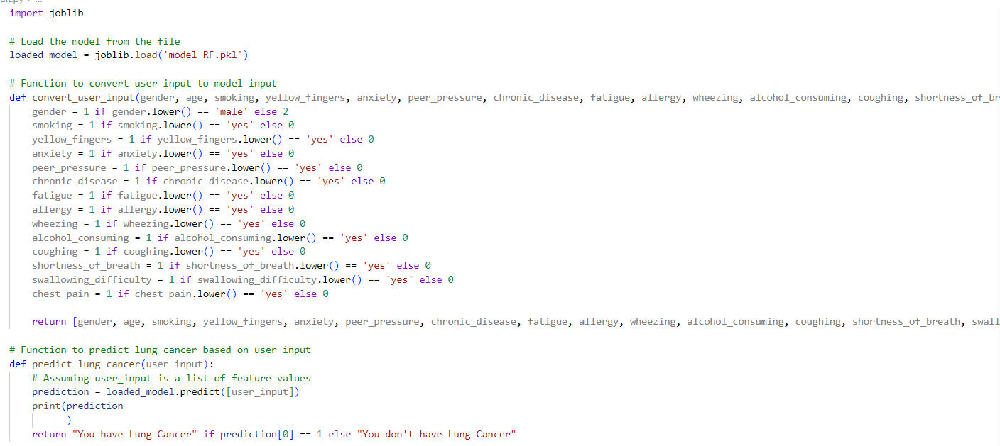 import joblib
# Load the model from the file
loaded_model = joblib.load('model_RF.pkl')
# Function to convert user input to model input
def convert_user_input(gender, age, smoking, yellow_fingers, anxiety, peer_pressure, chronic_disease, fatigue, allergy, wheezing, alcohol_consuming, coughing, shortness_of_br
    gender = 1 if gender.lower() == 'male' else 2
    smoking = 1 if smoking.lower() == 'yes' else 0
    yellow_fingers = 1 if yellow_fingers.lower() == 'yes' else 0
    anxiety = 1 if anxiety.lower() == 'yes' else 0
    peer_pressure = 1 if peer_pressure.lower() == 'yes' else 0
    chronic_disease = 1 if chronic_disease.lower() == 'yes' else 0
    fatigue = 1 if fatigue.lower() == 'yes' else 0
    allergy = 1 if allergy.lower() == 'yes' else 0
    wheezing = 1 if wheezing.lower() == 'yes' else 0
    alcohol_consuming = 1 if alcohol_consuming.lower() == 'yes' else 0
    coughing = 1 if coughing.lower() == 'yes' else 0
    shortness_of_breath = 1 if shortness_of_breath.lower() == 'yes' else 0
    swallowing_difficulty = 1 if swallowing_difficulty.lower() == 'yes' else 0
    chest_pain = 1 if chest_pain.lower() == 'yes' else 0
    return [gender, age, smoking, yellow_fingers, anxiety, peer_pressure, chronic_disease, fatigue, allergy, wheezing, alcohol_consuming, coughing, shortness_of_breath, swall
# Function to predict lung cancer based on user input
def predict_lung_cancer(user_input):
    # Assuming user_input is a list of feature values
    prediction = loaded_model.predict([user_input])
    print(prediction
          )
    return "You have Lung Cancer" if prediction[0] == 1 else "You don't have Lung Cancer"